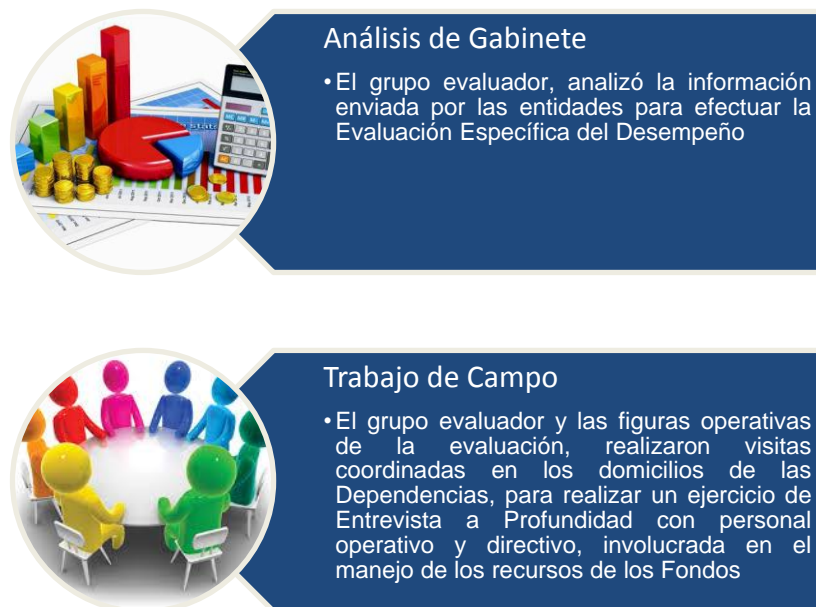 Análisis de Gabinete
•El grupo evaluador, analizó la información
enviada por las entidades para efectuar la
Evaluación Específica del Desempeño
Trabajo de Campo
•El grupo evaluador y las figuras operativas
de la evaluación, realizaron visitas
coordinadas en los domicilios de las
Dependencias, para realizar un ejercicio de
Entrevista a Profundidad con personal
operativo y directivo, involucrada en el
manejo de los recursos de los Fondos